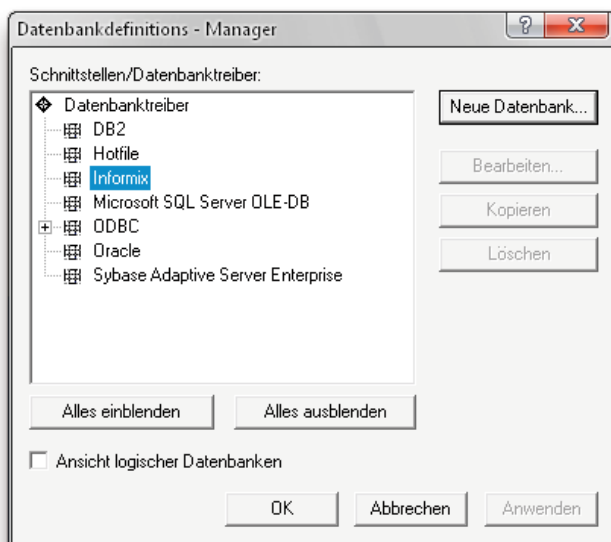 Datenbankdefinitions - Manager
Schnittstellen/Datenbanktreiber:
Datenbanktreiber
DB2
Hotfile
Informix
Microsoft SQL Server OLE-DB
ODBC
Oracle
Sybase Adaptive Server Enterprise
Neue Datenbank...
Bearbeiten...
Kopieren
Löschen
Alles einblenden
Alles ausblenden
Ansicht logischer Datenbanken
OK
Abbrechen
Anwenden